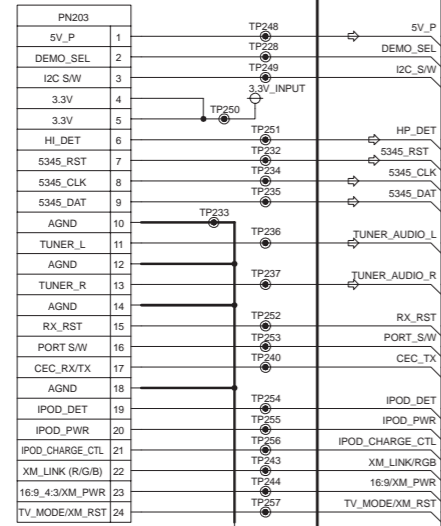 PN203
TP248
5V_P 1 5V_P
TP228
DEMO_SEL 2 DEMO_SEL
TP249
I2C S/W 3 I2C_S/W
3.3V_INPUT
3.3V 4
TP250
3.3V 5
TP251
HI_DET 6 HP_DET
TP232
5345_RST 7 5345_RST
TP234
5345_CLK 8 5345_CLK
TP235
5345_DAT 9 5345_DAT
TP233
AGND 10
TP236
TUNER_L 11 TUNER_AUDIO_L
AGND 12
TP237
TUNER_R 13 TUNER_AUDIO_R
AGND 14
TP252
RX_RST 15 RX_RST
TP253
PORT S/W 16 PORT_S/W
TP240
CEC_RX/TX 17 CEC_TX
AGND 18
TP254
IPOD_DET 19 IPOD_DET
TP255
IPOD_PWR 20 IPOD_PWR
TP256
IPOD_CHARGE_CTL 21 IPOD_CHARGE_CTL
TP243
XM_LINK (R/G/B) 22 XM_LINK/RGB
TP244
16:9_4:3/XM_PWR 23 16:9/XM_PWR
TP257
TV_MODE/XM_RST 24 TV_MODE/XM_RST